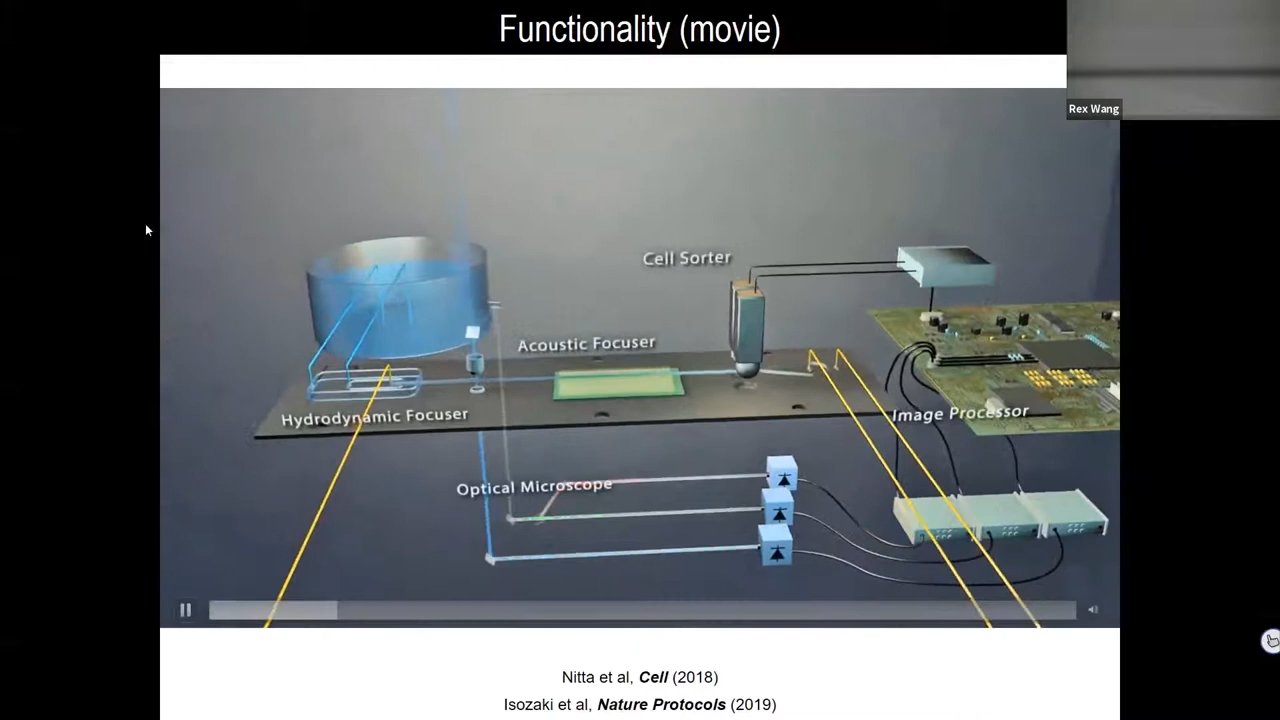 Functionality (movie)
Rex Wang
Cell Sorter
Acoustic Focuser
Hydrodynamic Focuser
Image Processor
Optical Microscope
Nitta et al, Cell (2018)
Isozaki et al, Nature Protocols (2019)